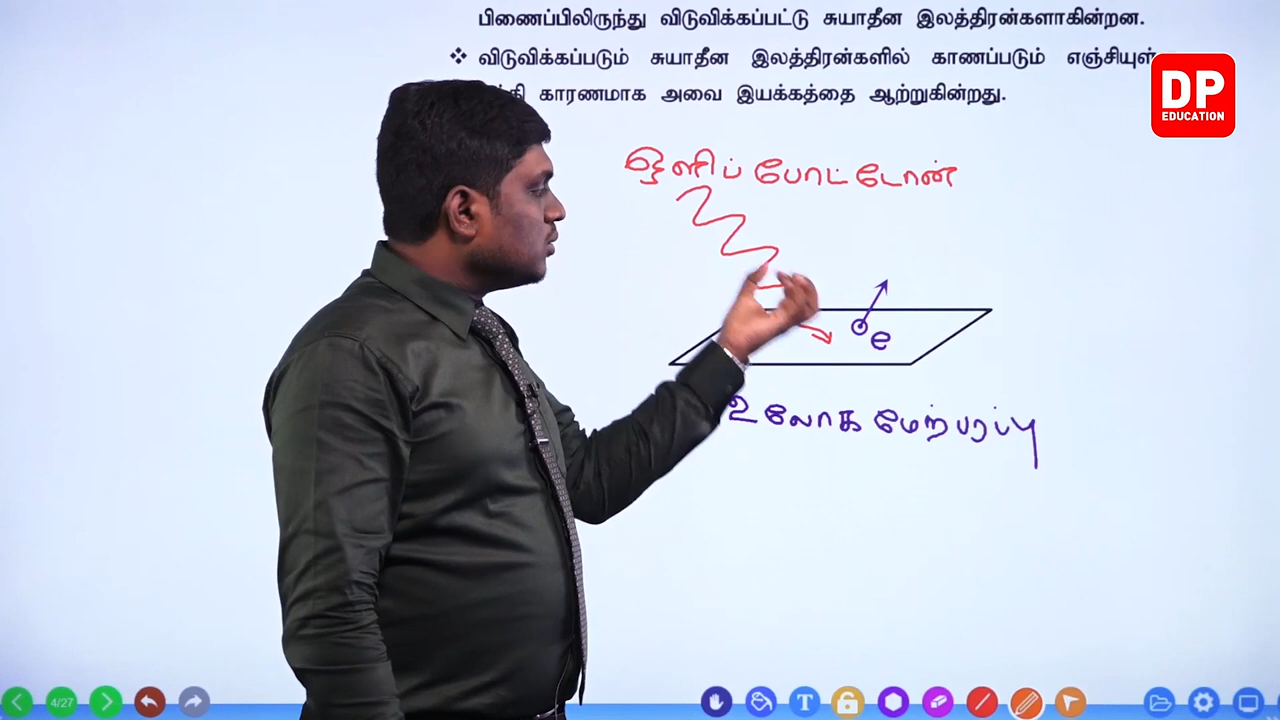 பிணைப்பிலிருந்து விடுவிக்கப்பட்டு சுயாதீன இலத்திரன்களாகின்றன.
❖ விடுவிக்கப்படும் சுயாதீன இலத்திரன்களில் காணப்படும் எஞ்சியுள்
காரணமாக அவை இயக்கத்தை ஆற்றுகின்றது.
DP
EDUCATION
ஒளிப் போட்டோன்
e
உலோக மேற்பரப்பு
4/27
T